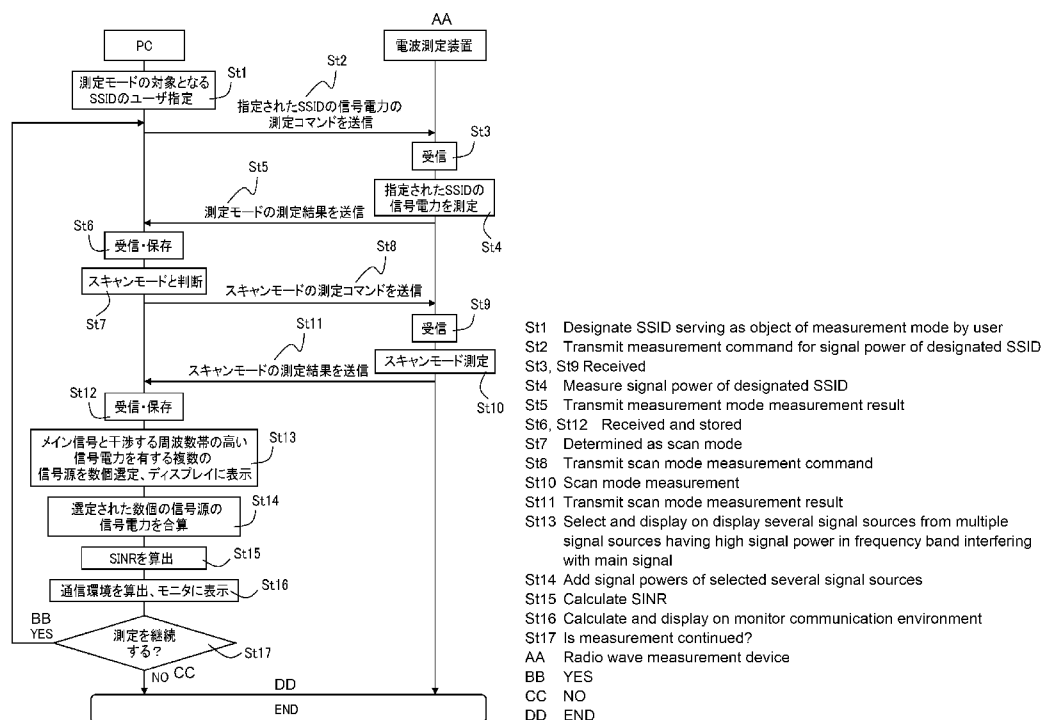 AA
PC
電波測定装置
測定モードの対象となる
SSIDのユーザ指定
St1
St2
指定されたSSIDの信号電力の
測定コマンドを送信
St3
受信
St5
指定されたSSIDの
信号電力を測定
測定モードの測定結果を送信
St4
St6
受信・保存
St8
スキャンモードと判断
スキャンモードの測定コマンドを送信
St7
St9
受信
St11
スキャンモード測定
スキャンモードの測定結果を送信
St10
St12
受信・保存
メイン信号と干渉する周波数帯の高い
信号電力を有する複数の
信号源を数個選定、ディスプレイに表示
St13
選定された数個の信号源の
信号電力を合算
St14
SINRを算出
St15
通信環境を算出、モニタに表示
St16
BB
YES
測定を継続
する?
St17
NO CC
DD
END
St1 Designate SSID serving as object of measurement mode by user
St2 Transmit measurement command for signal power of designated SSID
St3, St9 Received
St4 Measure signal power of designated SSID
St5 Transmit measurement mode measurement result
St6, St12 Received and stored
St7 Determined as scan mode
St8 Transmit scan mode measurement command
St10 Scan mode measurement
St11 Transmit scan mode measurement result
St13 Select and display on display several signal sources from multiple
signal sources having high signal power in frequency band interfering
with main signal
St14 Add signal powers of selected several signal sources
St15 Calculate SINR
St16 Calculate and display on monitor communication environment
St17 Is measurement continued?
AA Radio wave measurement device
BB YES
CC NO
DD END